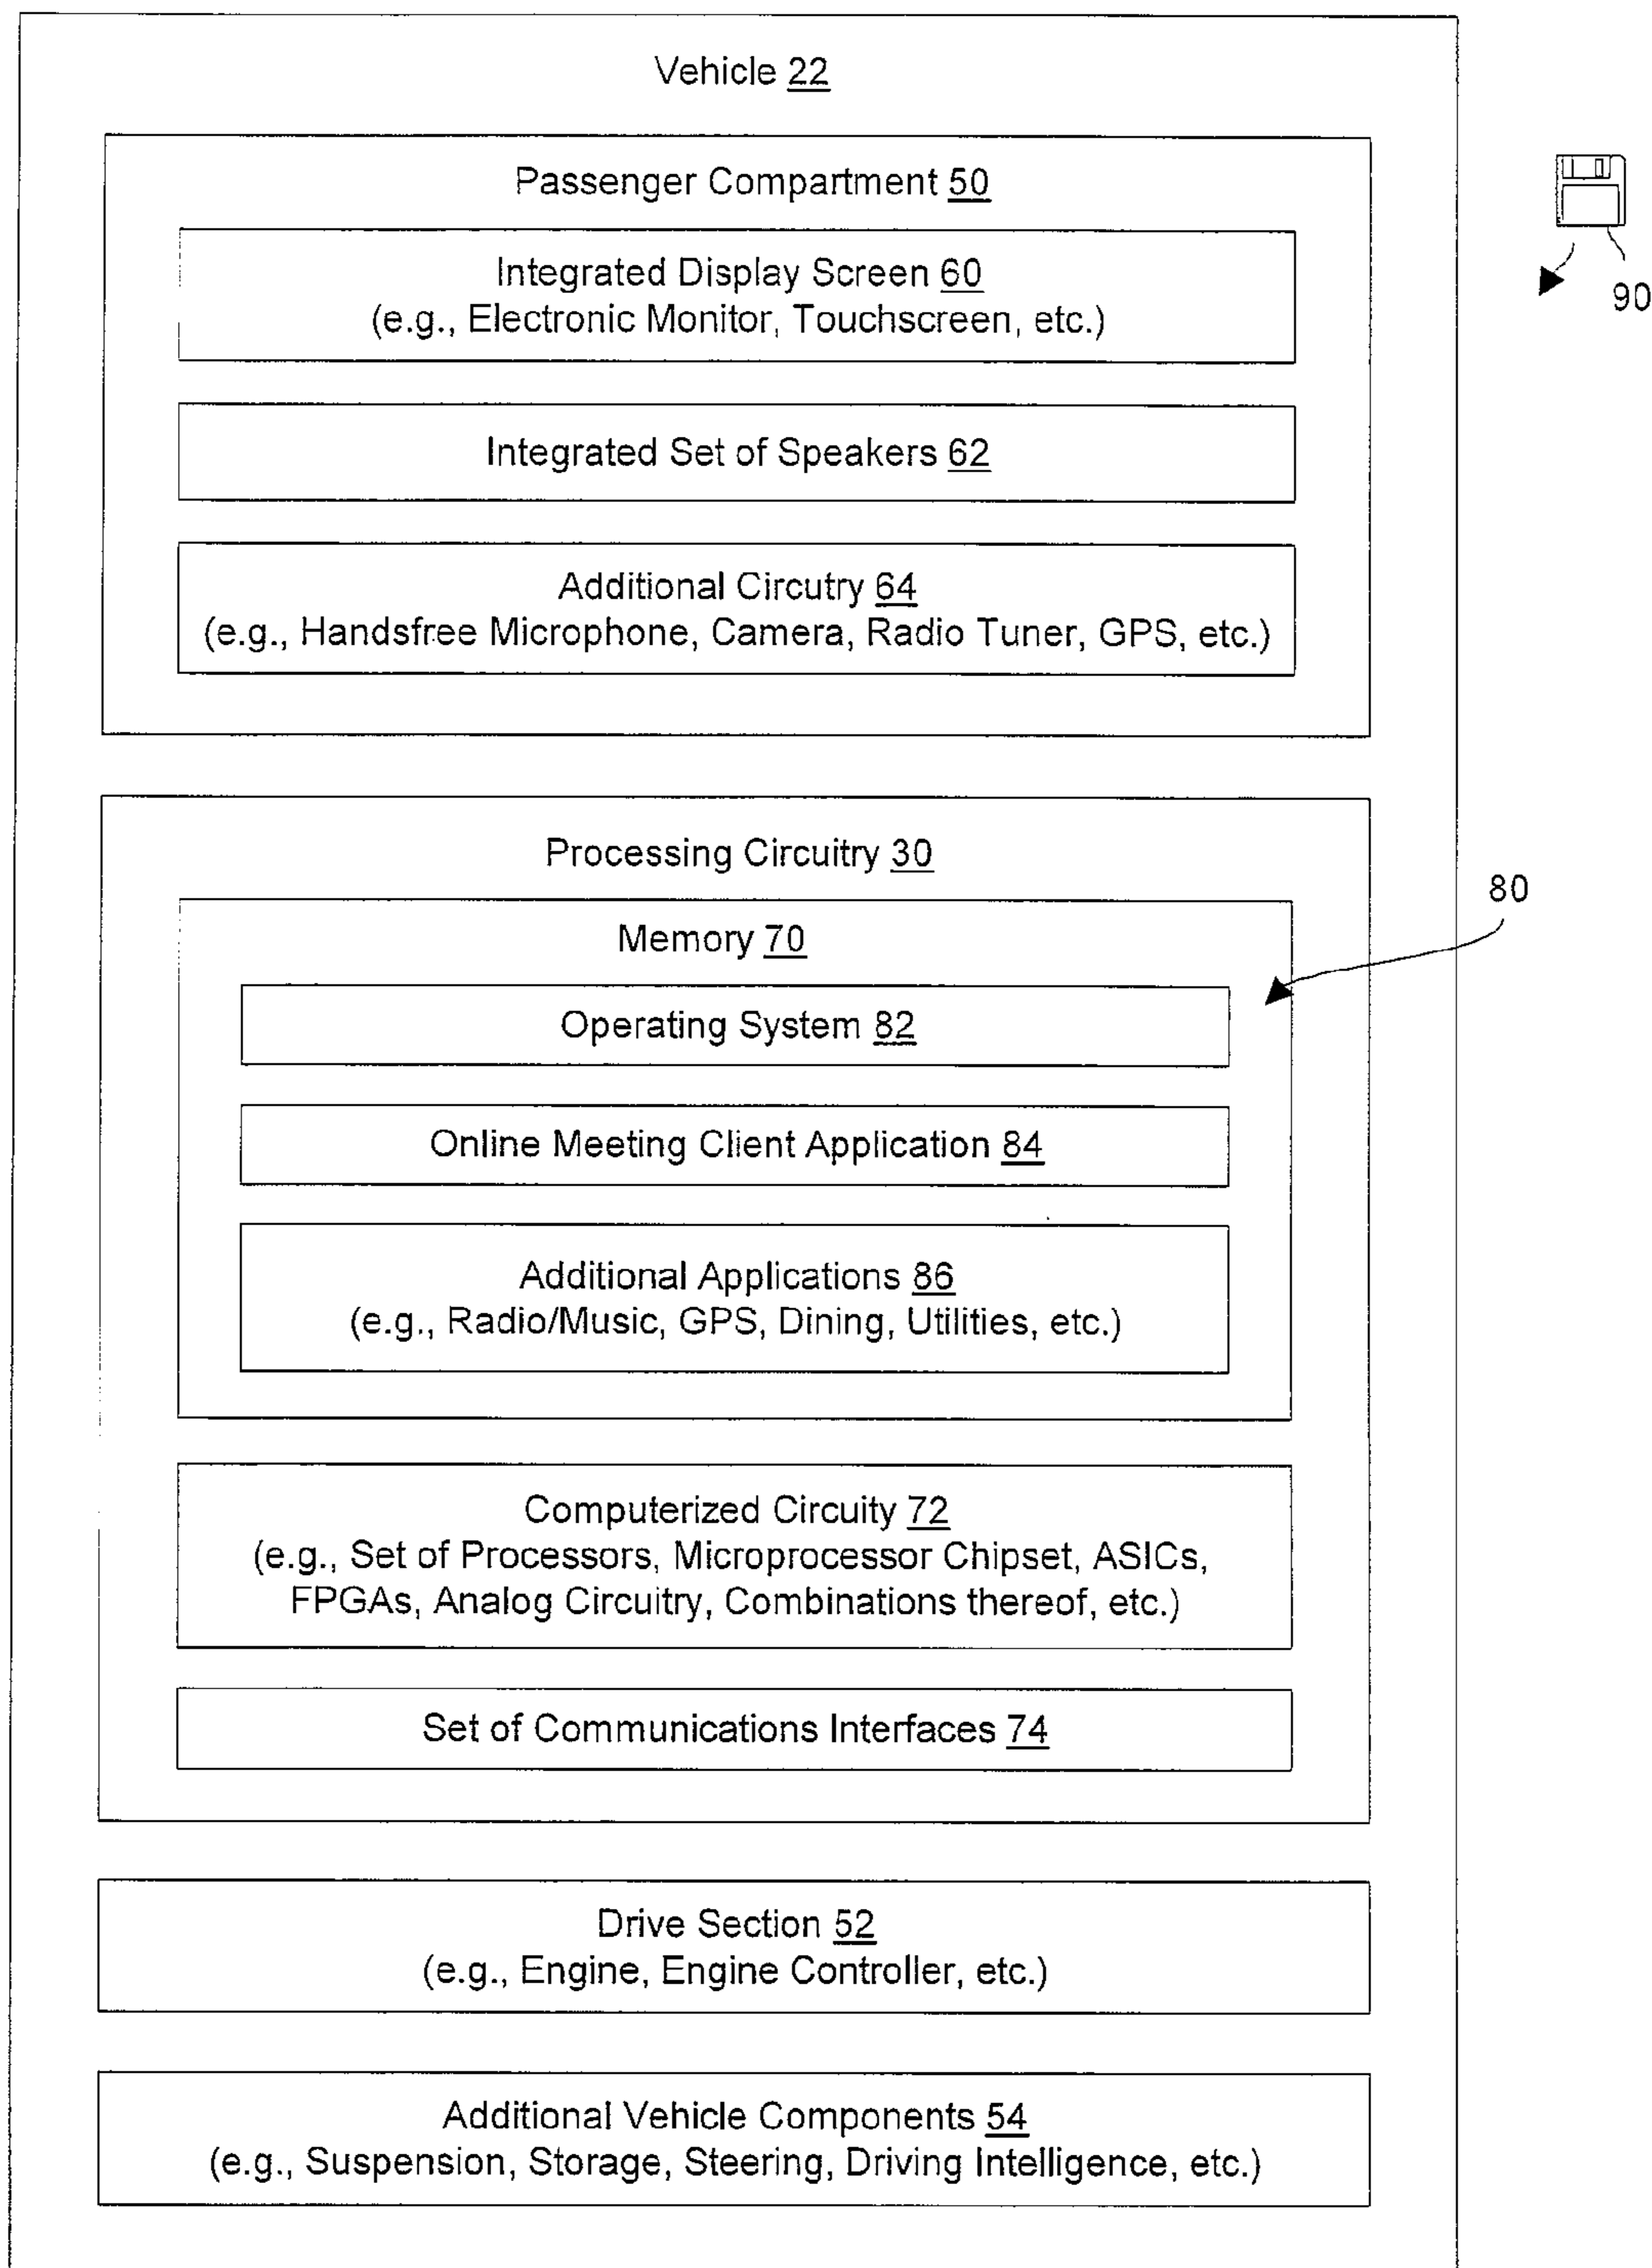 Vehicle 22
Passenger Compartment 50
Integrated Display Screen 60
(e.g., Electronic Monitor, Touchscreen, etc.)
90
Integrated Set of Speakers 62
Additional Circutry 64
(e.g., Handsfree Microphone, Camera, Radio Tuner, GPS, etc.)
Processing Circuitry 30
80
Memory 70
Operating System 82
Online Meeting Client Application 84
Additional Applications 86
(e.g., Radio/Music, GPS, Dining, Utilities, etc.)
Computerized Circuity 72
(e.g., Set of Processors, Microprocessor Chipset, ASICs,
FPGAs, Analog Circuitry, Combinations thereof, etc.)
Set of Communications Interfaces 74
Drive Section 52
(e.g., Engine, Engine Controller, etc.)
Additional Vehicle Components 54
(e.g., Suspension, Storage, Steering, Driving Intelligence, etc.)